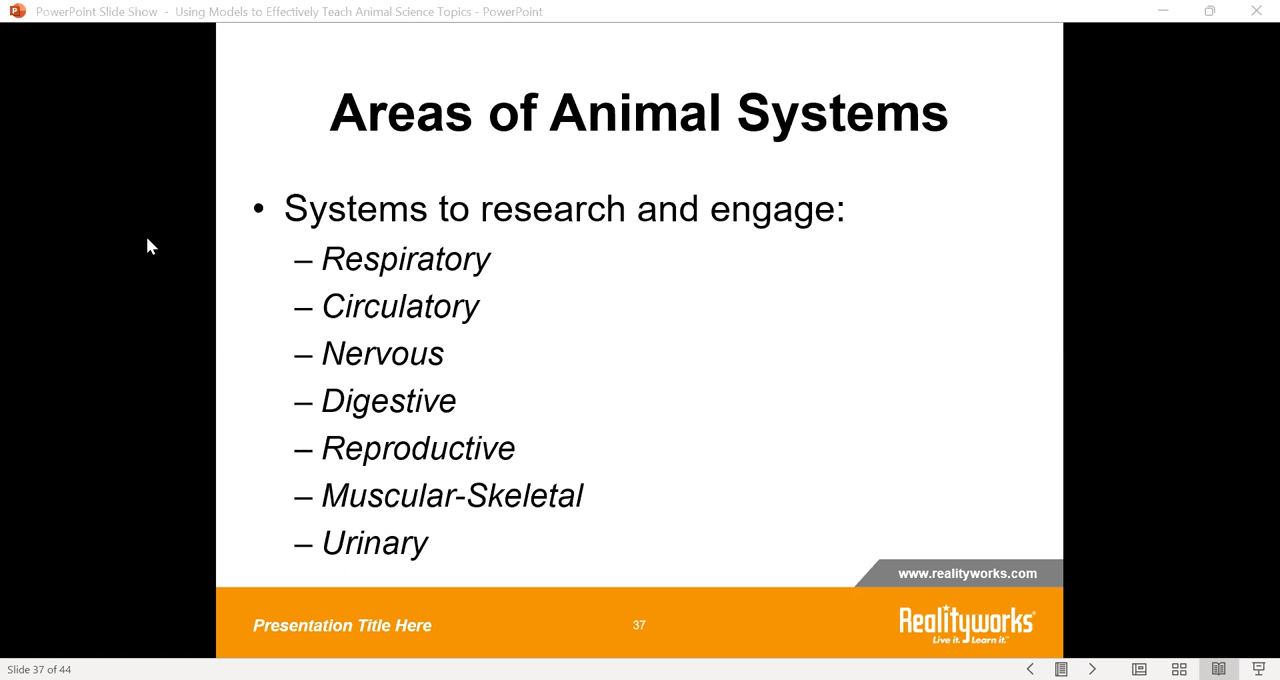 PowerPoint Slide Show - Using Models to Effectively Teach Animal Science Topics - PowerPoint
Areas of Animal Systems
• Systems to research and engage:
– Respiratory
– Circulatory
– Nervous
– Digestive
– Reproductive
– Muscular-Skeletal
– Urinary
www.realityworks.com
Presentation Title Here
37
Realityworks®
Live it. Learn it.™
Slide 37 of 44